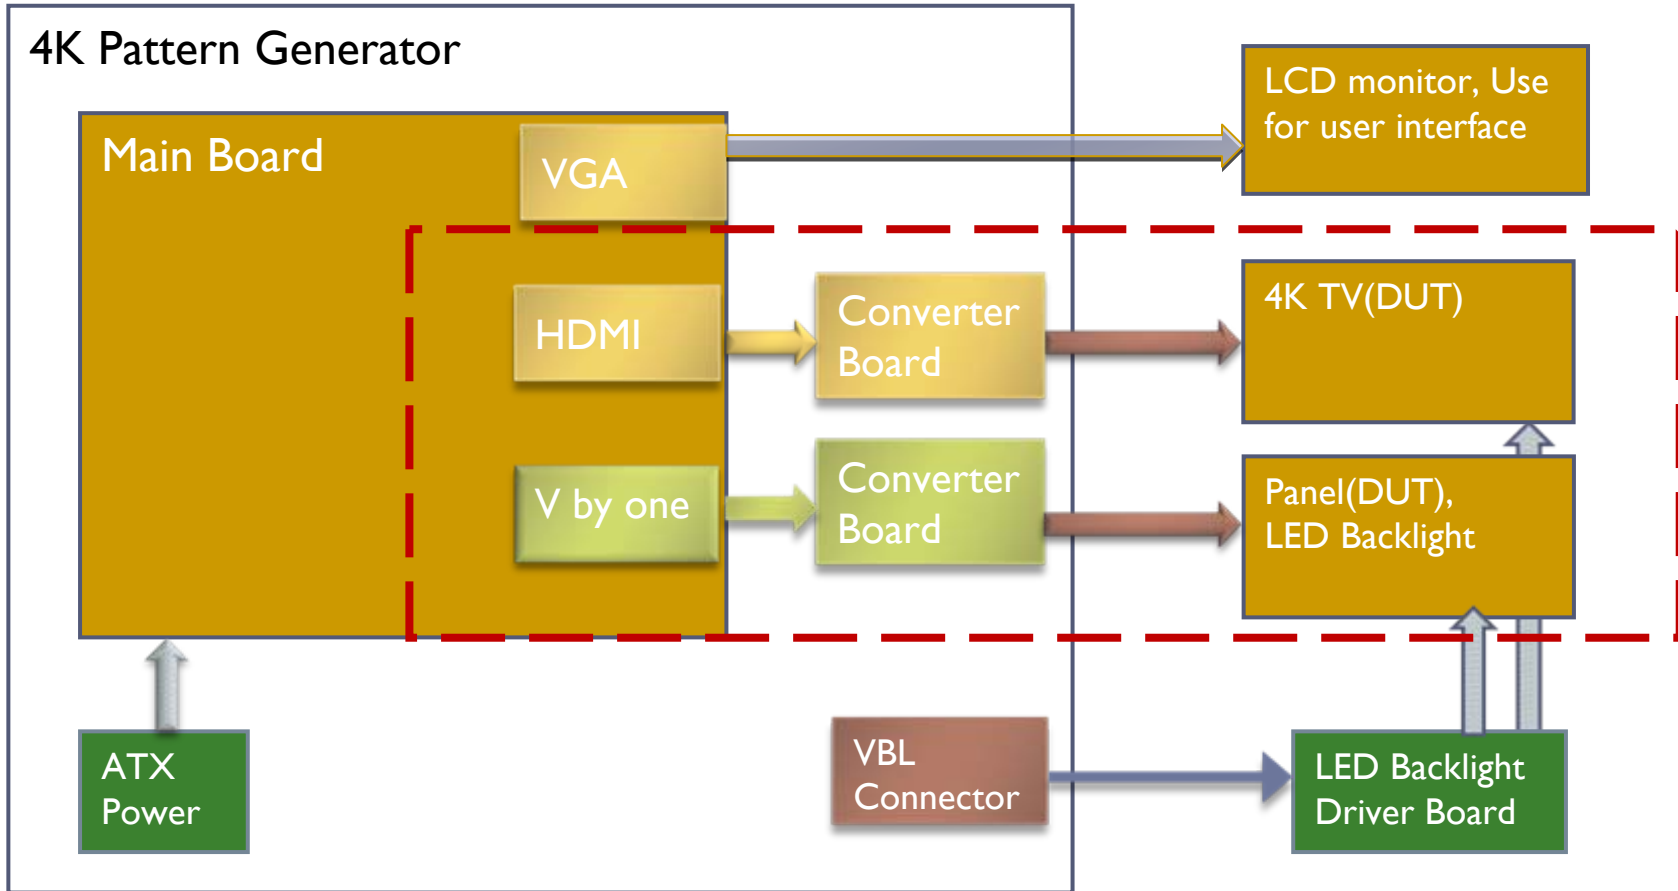 4K Pattern Generator
Main Board
VGA
LCD monitor, Use
for user interface
HDMI
Converter
Board
4K TV(DUT)
V by one
Converter
Board
Panel(DUT),
LED Backlight
ATX
Power
VBL
Connector
LED Backlight
Driver Board